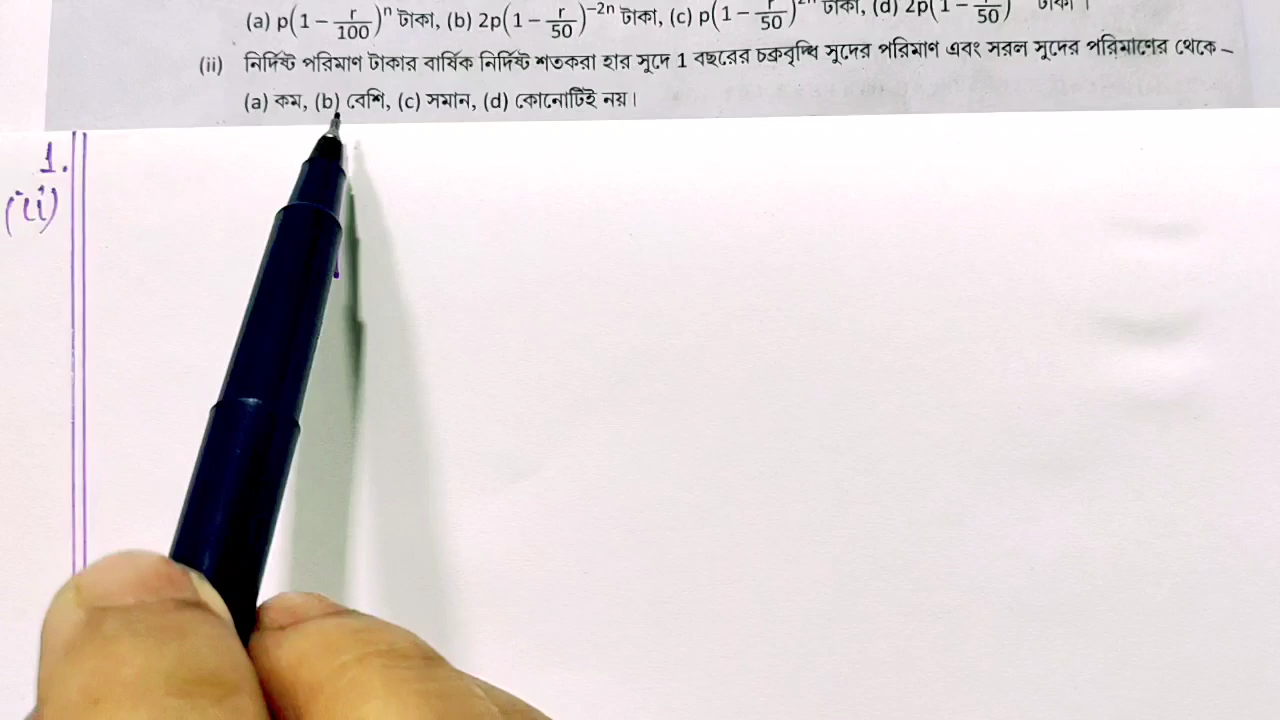 (a) p(1 − r/100)^n টাকা, (b) 2p(1 − r/50)^−2n টাকা, (c) p(1 − r/50)^2n টাকা, (d) 2p(1 − r/50) টাকা ।
(ii) নির্দিষ্ট পরিমাণ টাকার বার্ষিক নির্দিষ্ট শতকরা হার সুদে 1 বছরের চক্রবৃদ্ধি সুদের পরিমাণ এবং সরল সুদের পরিমাণের থেকে –
(a) কম, (b) বেশি, (c) সমান, (d) কোনোটিই নয়।
1.
(ii)